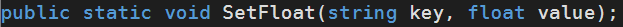 public static void SetFloat(string key, float value);